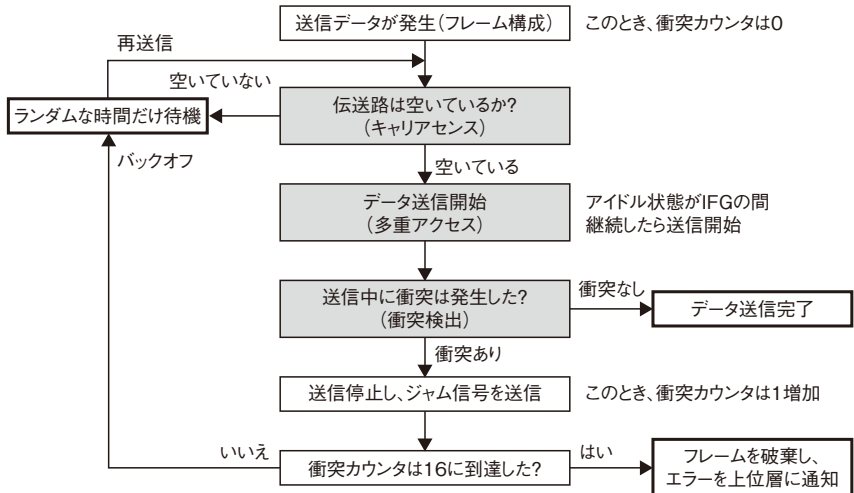 送信データが発生(フレーム構成)
このとき、衝突カウンタは0
再送信
空いていない
ランダムな時間だけ待機
伝送路は空いているか?
(キャリアセンス)
バックオフ
空いている
データ送信開始
(多重アクセス)
アイドル状態がIFGの間
継続したら送信開始
送信中に衝突は発生した?
(衝突検出)
衝突なし
データ送信完了
衝突あり
送信停止し、ジャム信号を送信
このとき、衝突カウンタは1増加
いいえ
衝突カウンタは16に到達した?
はい
フレームを破棄し、
エラーを上位層に通知